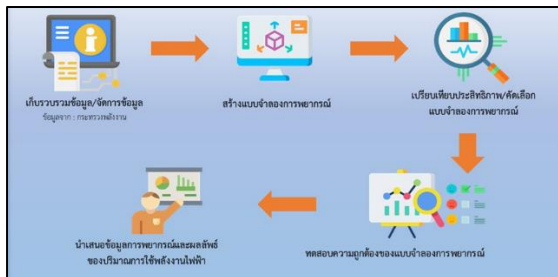 เก็บรวบรวมข้อมูล/จัดการข้อมูล
ข้อมูลจาก : กระทรวงพลังงาน
สร้างแบบจำลองการพยากรณ์
เปรียบเทียบประสิทธิภาพ/คัดเลือก
แบบจำลองการพยากรณ์
ทดสอบความถูกต้องของแบบจำลองการพยากรณ์
นำเสนอข้อมูลการพยากรณ์และผลลัพธ์
ของปริมาณการใช้พลังงานไฟฟ้า